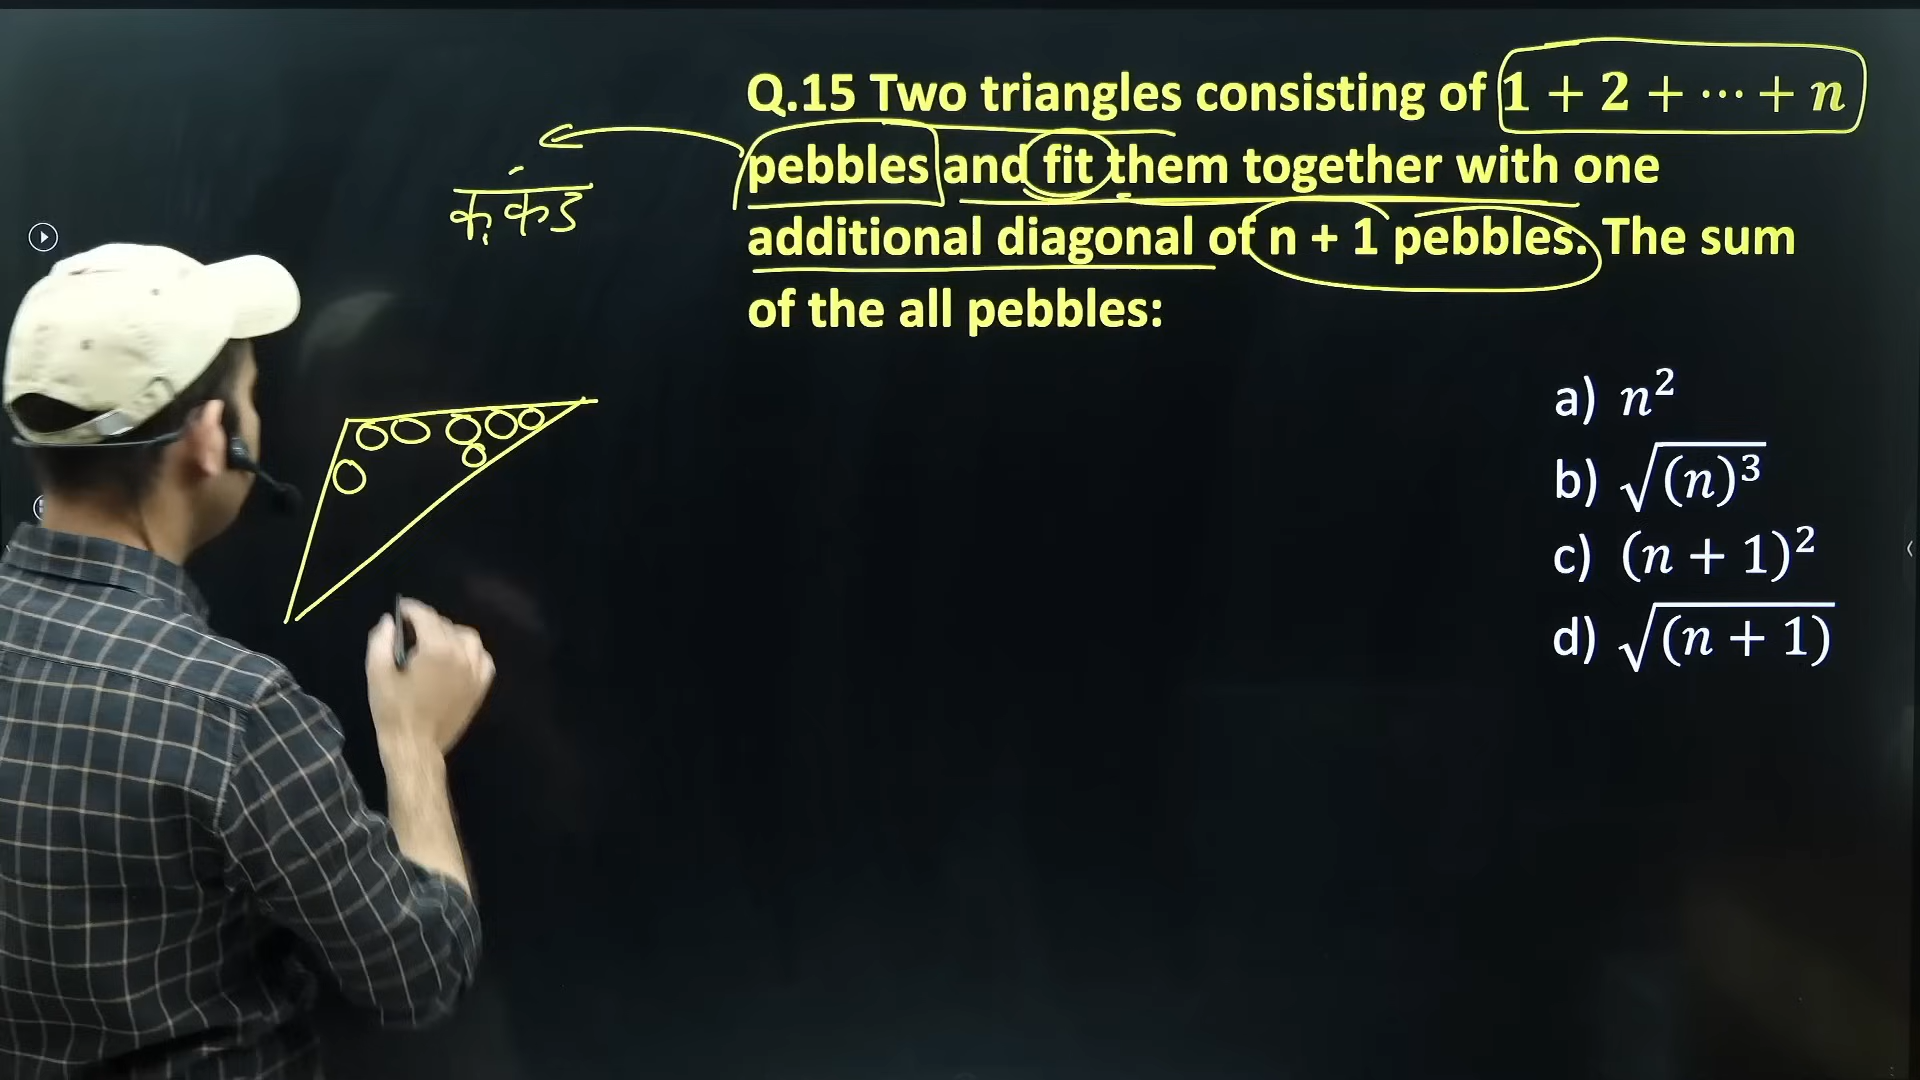 Q.15 Two triangles consisting of 1 + 2 + ⋯ + n
pebbles and fit them together with one
additional diagonal of n + 1 pebbles. The sum
of the all pebbles:
कंकड
a) n²
b) √(n)³
c) (n + 1)²
d) √(n + 1)